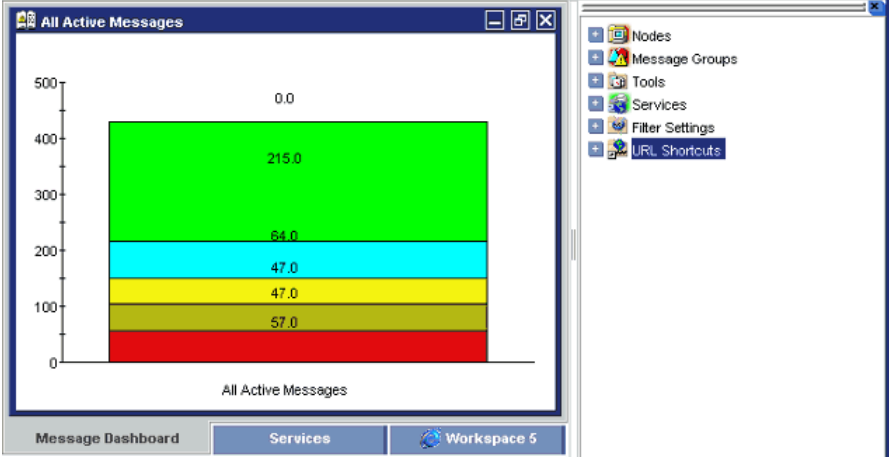 All Active Messages
500
400
300
200
100
0
0.0
215.0
64.0
47.0
47.0
57.0
All Active Messages
Message Dashboard
Services
Workspace 5
Nodes
Message Groups
Tools
Services
Filter Settings
URL Shortcuts